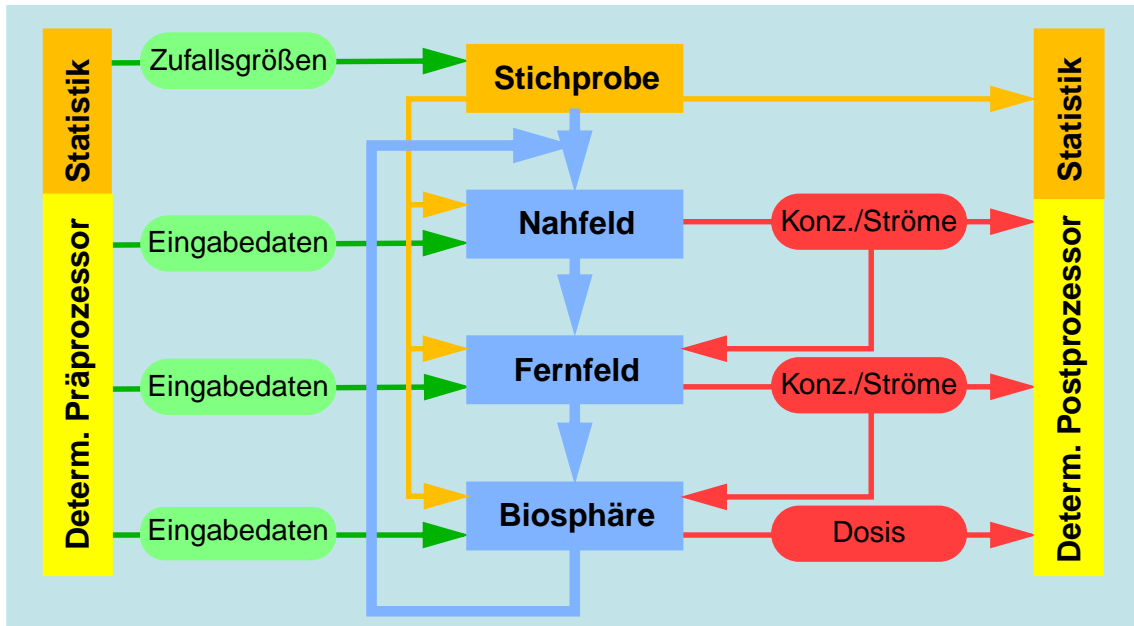 Statistik
Determ. Präprozessor
Zufallsgrößen
Stichprobe
Statistik
Eingabedaten
Nahfeld
Konz./Ströme
Eingabedaten
Fernfeld
Konz./Ströme
Eingabedaten
Biosphäre
Dosis
Determ. Postprozessor